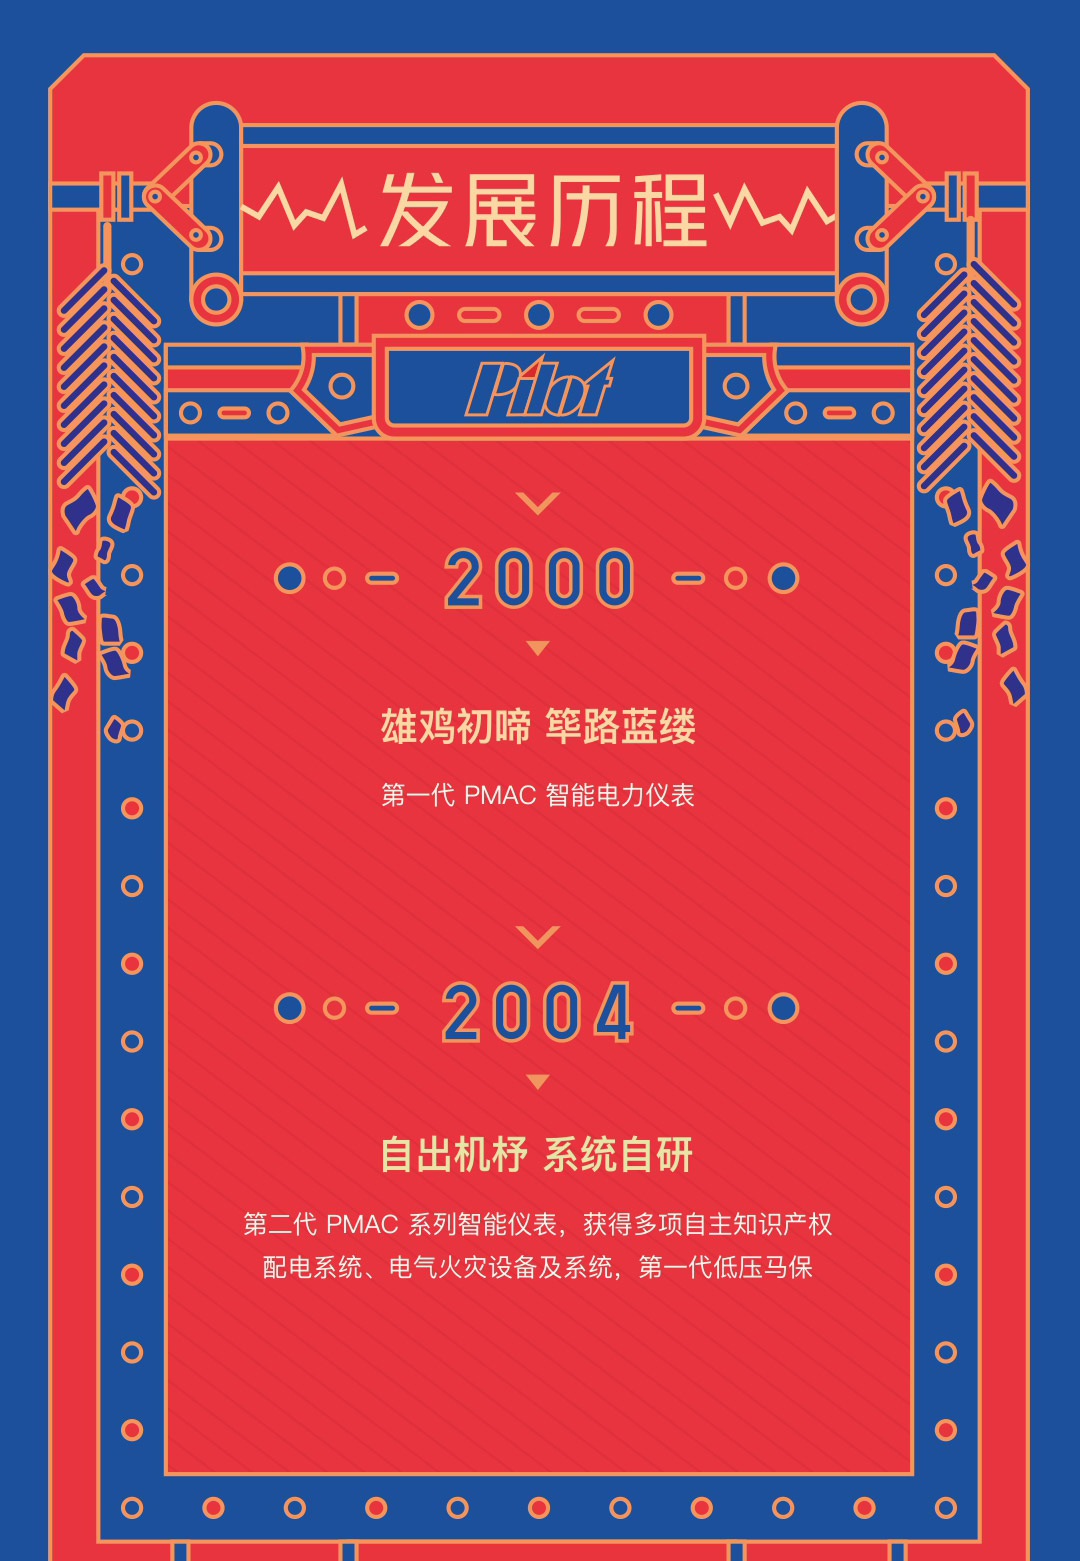 发展历程
Pilot
2000
雄鸡初啼 筚路蓝缕
第一代 PMAC 智能电力仪表
2004
自出机杼 系统自研
第二代 PMAC 系列智能仪表，获得多项自主知识产权
配电系统、电气火灾设备及系统，第一代低压马保